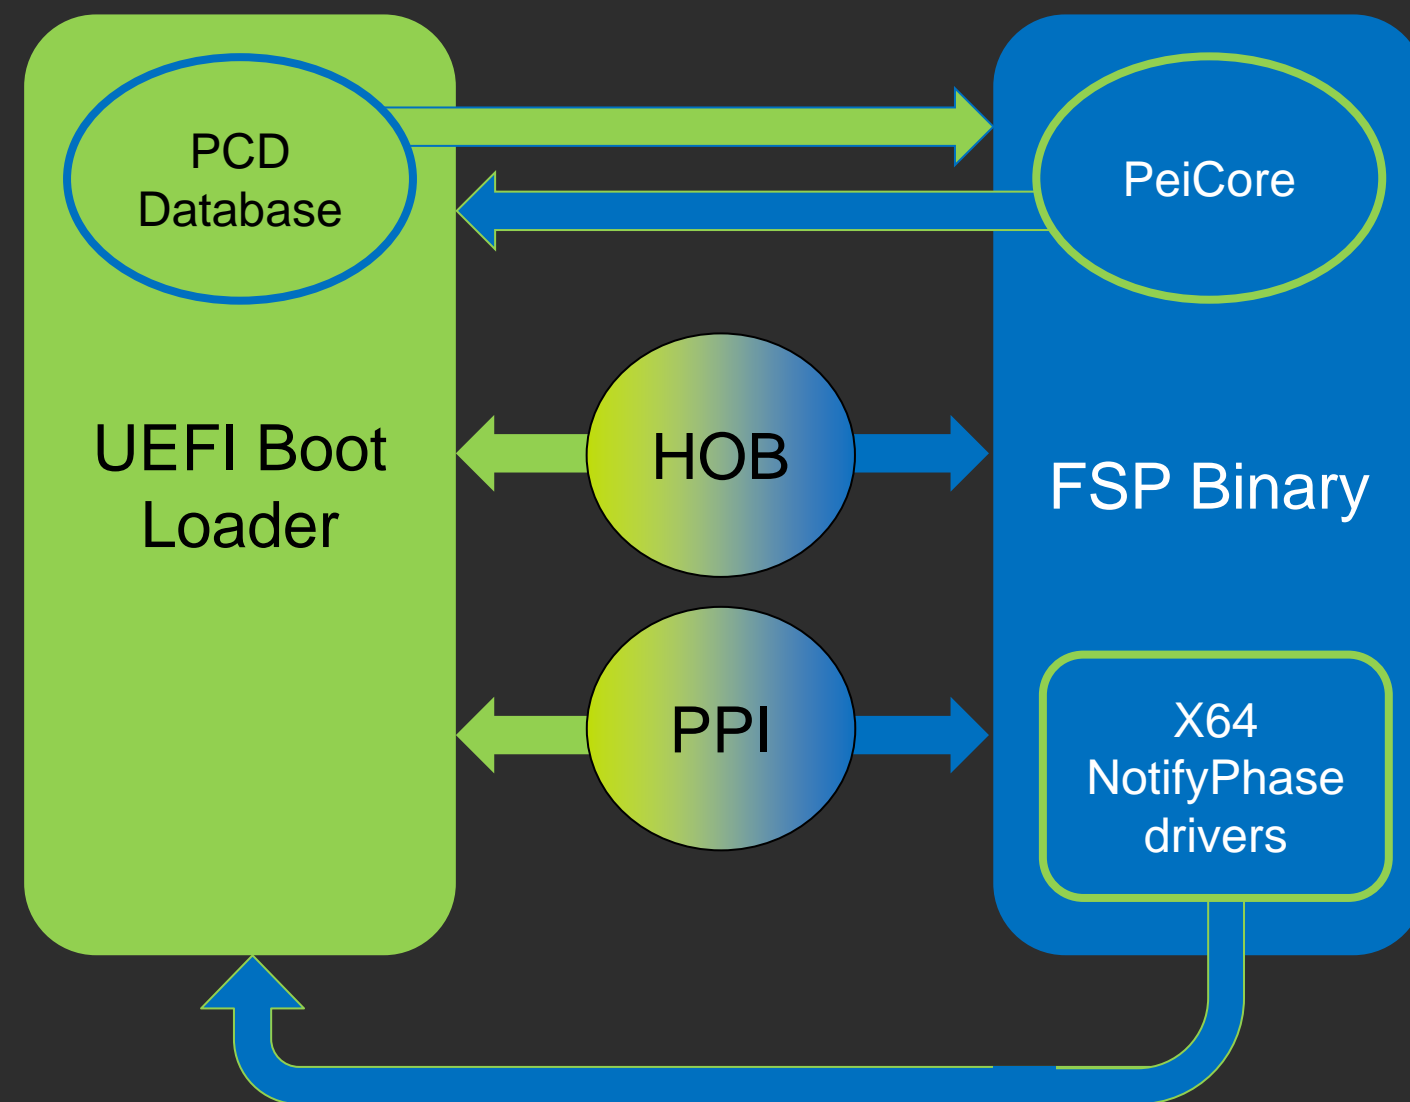 PCD
Database
PeiCore
UEFI Boot
Loader
HOB
FSP Binary
PPI
X64
NotifyPhase
drivers